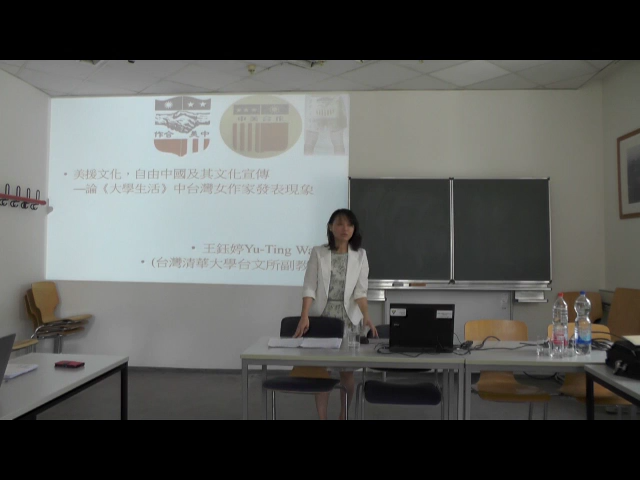 • 美援文化，自由中國及其文化宣傳
—論《大學生活》中台灣女作家發表現象
• 王鈺婷Yu-Ting
• (台灣清華大學台文所副教